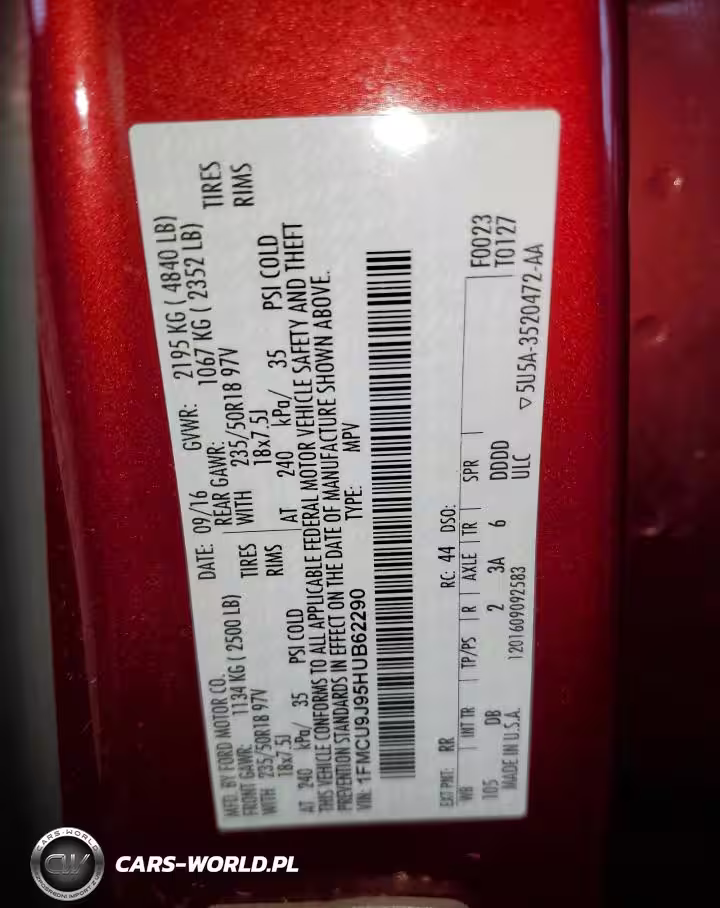 MFD. BY FORD MOTOR CO.
DATE: 09/16 GVWR: 2195 KG ( 4840 LB)
FRONT GAWR: 1134 KG ( 2500 LB) REAR GAWR: 1067 KG ( 2352 LB)
WITH 235/50R18 97V TIRES WITH 235/50R18 97V TIRES
18x7.5J RIMS 18x7.5J RIMS
AT 240 kPa/ 35 PSI COLD AT 240 kPa/ 35 PSI COLD
THIS VEHICLE CONFORMS TO ALL APPLICABLE FEDERAL MOTOR VEHICLE SAFETY AND THEFT
PREVENTION STANDARDS IN EFFECT ON THE DATE OF MANUFACTURE SHOWN ABOVE.
VIN: 1FMCU9J95HUB62290 TYPE: MPV
F0023
T0127
EXT PNT: RR RC: 44 DSO:
WB INT TR TP/PS R AXLE TR SPR
105 DB 2 3A 6 DDDD
ULC
MADE IN U.S.A. 1201609092583
▽ 5U5A-3520472-AA
CARS-WORLD
CW
CARS-WORLD.PL